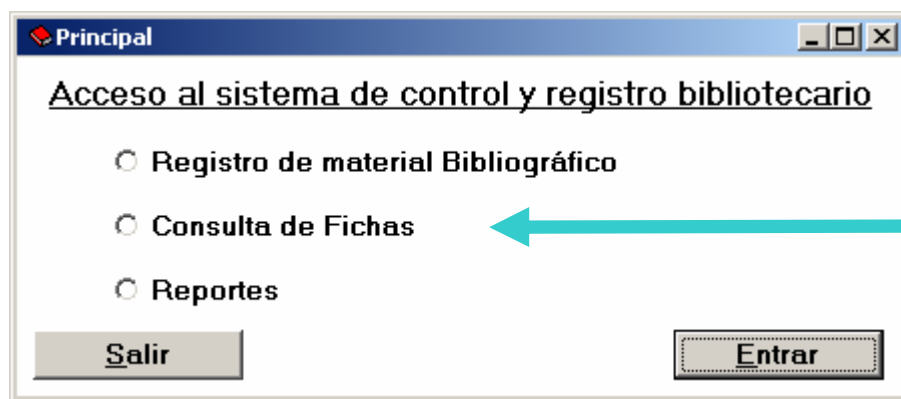 Principal
Acceso al sistema de control y registro bibliotecario
Registro de material Bibliográfico
Consulta de Fichas
Reportes
Salir
Entrar